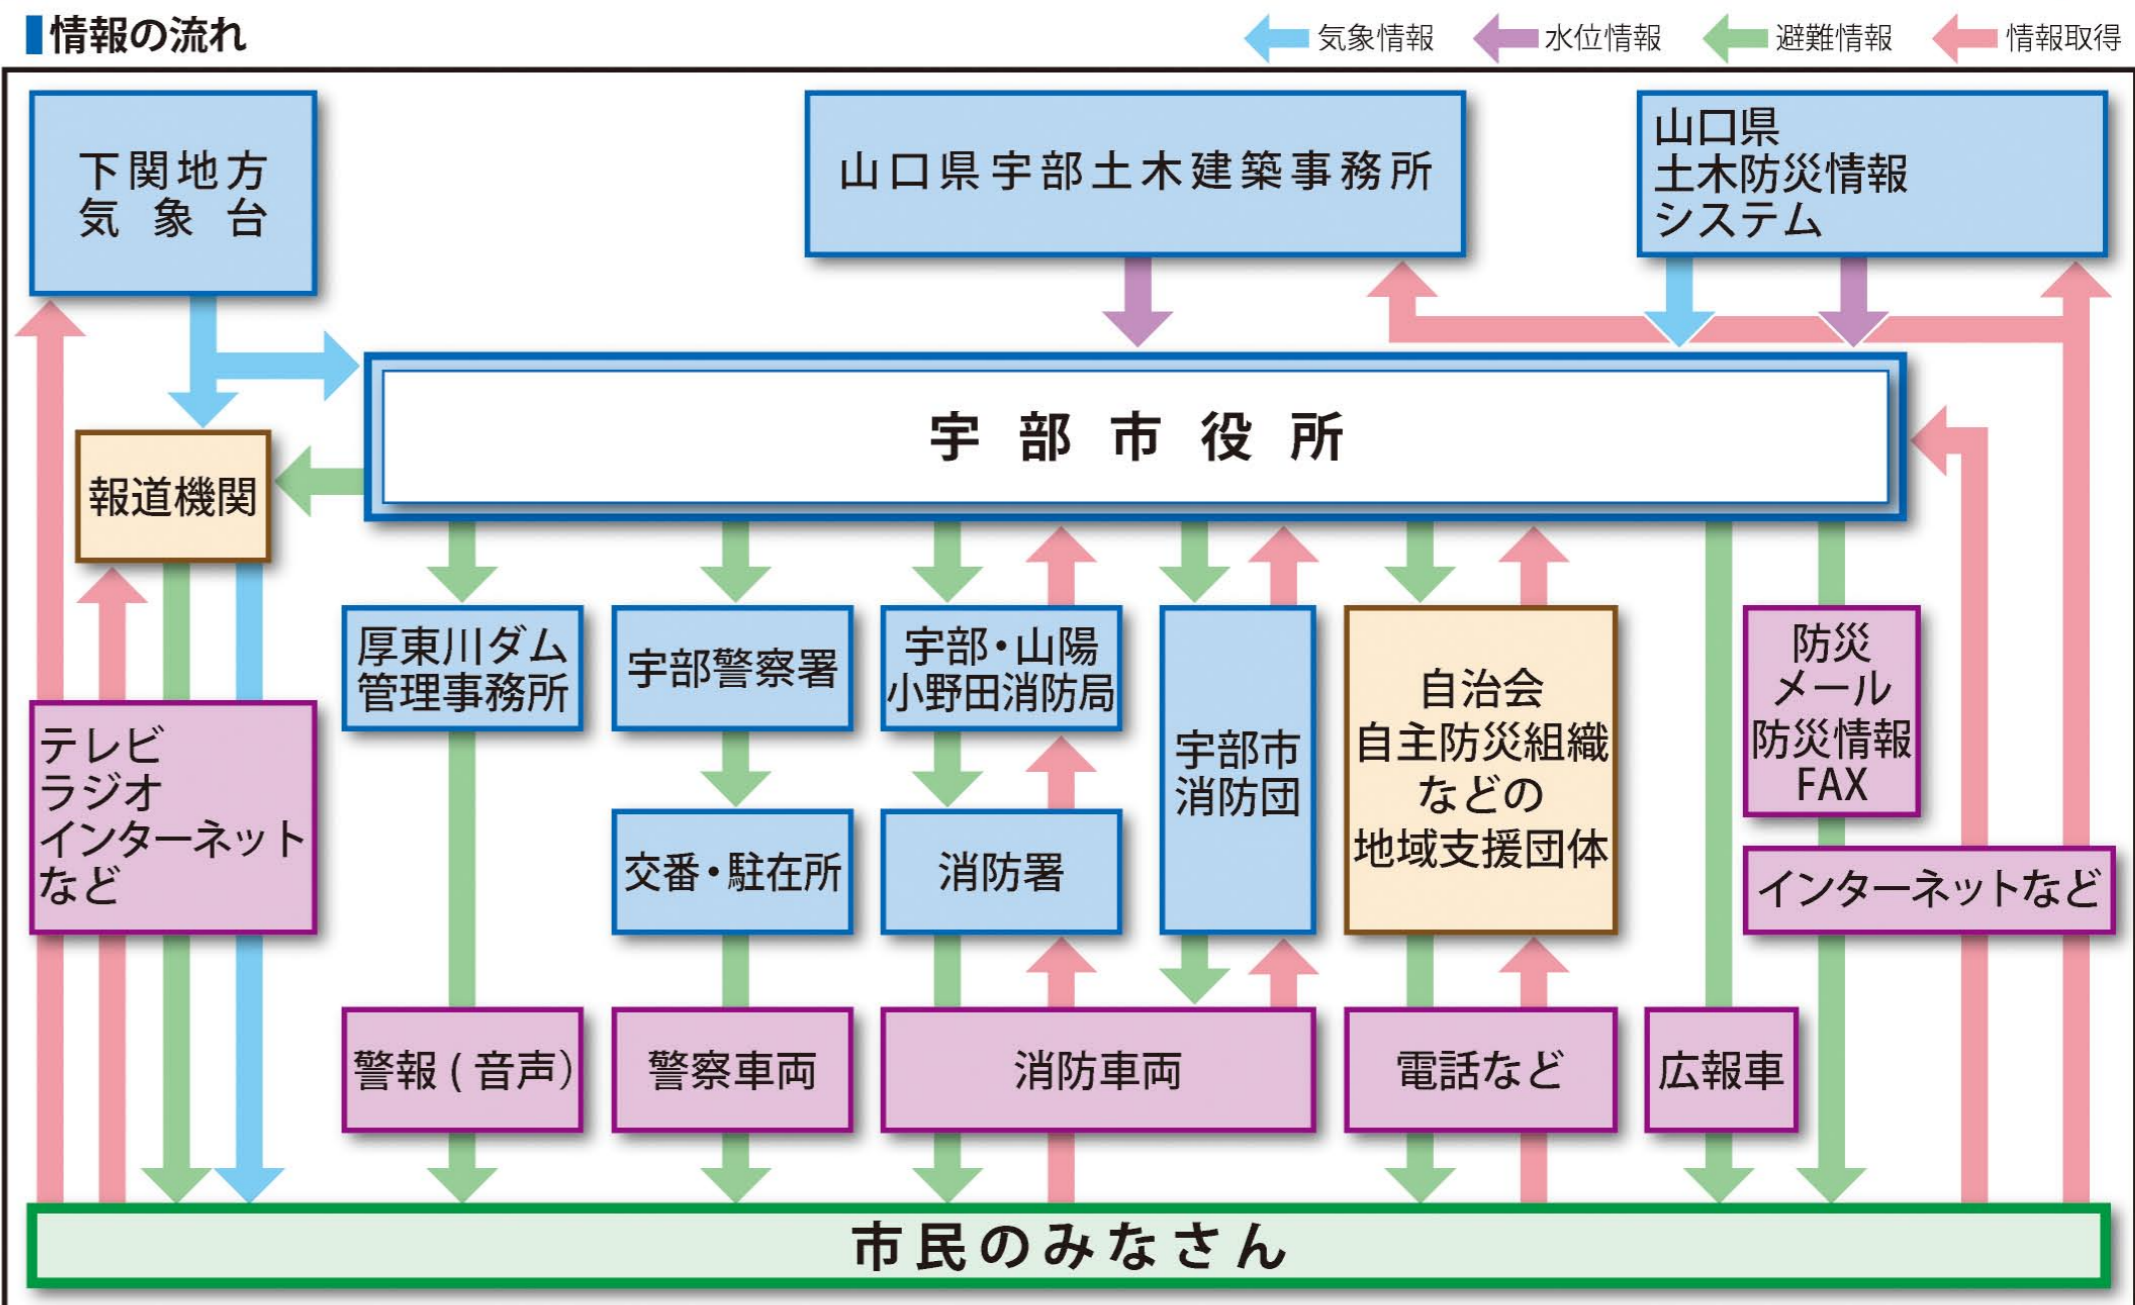 情報の流れ
気象情報
水位情報
避難情報
情報取得
下関地方
気象台
山口県宇部土木建築事務所
山口県
土木防災情報
システム
宇部市役所
報道機関
厚東川ダム
管理事務所
宇部警察署
宇部・山陽
小野田消防局
宇部市
消防団
自治会
自主防災組織
などの
地域支援団体
防災
メール
防災情報
FAX
テレビ
ラジオ
インターネット
など
交番・駐在所
消防署
インターネットなど
警報(音声)
警察車両
消防車両
電話など
広報車
市民のみなさん